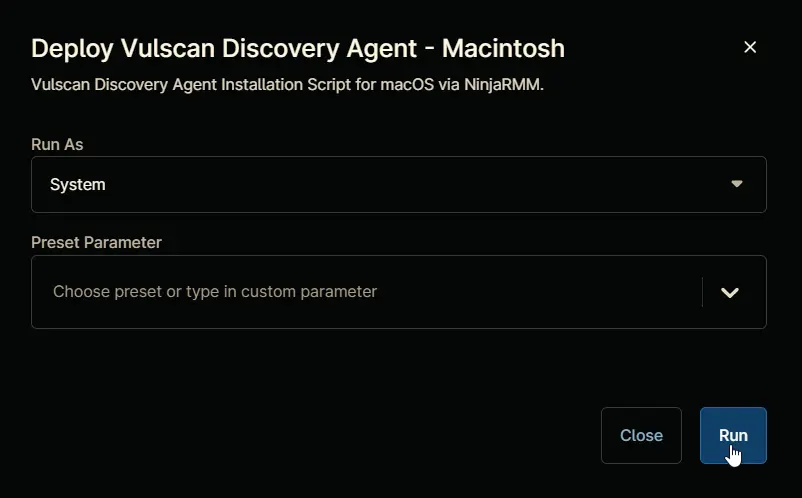 Deploy Vulscan Discovery Agent - Macintosh
Vulscan Discovery Agent Installation Script for macOS via NinjaRMM.
Run As
System
Preset Parameter
Choose preset or type in custom parameter
Close
Run